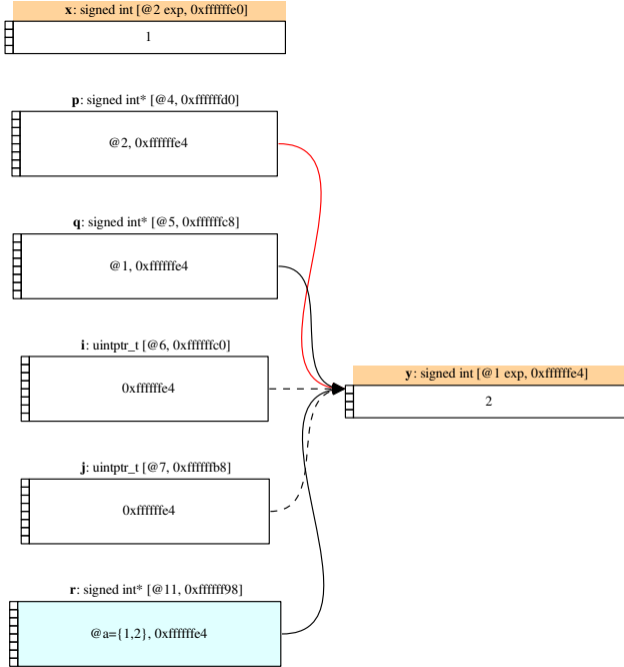 x: signed int [@2 exp, 0xffffffe0]
1
p: signed int* [@4, 0xffffffd0]
@2, 0xffffffe4
q: signed int* [@5, 0xffffffc8]
@1, 0xffffffe4
i: uintptr_t [@6, 0xffffffc0]
0xffffffe4
y: signed int [@1 exp, 0xffffffe4]
2
j: uintptr_t [@7, 0xffffffb8]
0xffffffe4
r: signed int* [@11, 0xffffff98]
@a={1,2}, 0xffffffe4